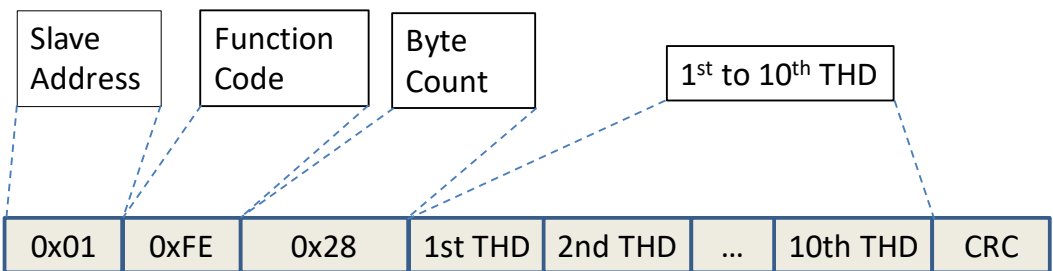 Slave
Address
Function
Code
Byte
Count
1st to 10th THD
0x01 0xFE 0x28 1st THD 2nd THD ... 10th THD CRC